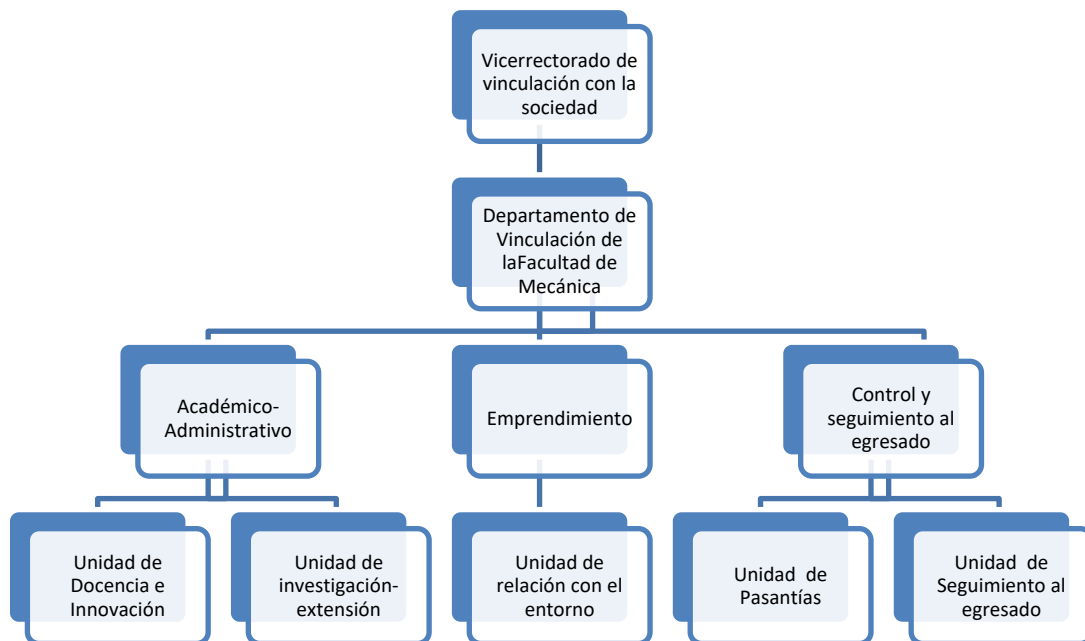 Vicerrectorado de
vinculación con la
sociedad
Departamento de
Vinculación de
laFacultad de
Mecánica
Académico-
Administrativo
Emprendimiento
Control y
seguimiento al
egresado
Unidad de
Docencia e
Innovación
Unidad de
investigación-
extensión
Unidad de
relación con el
entorno
Unidad  de
Pasantías
Unidad  de
Seguimiento al
egresado